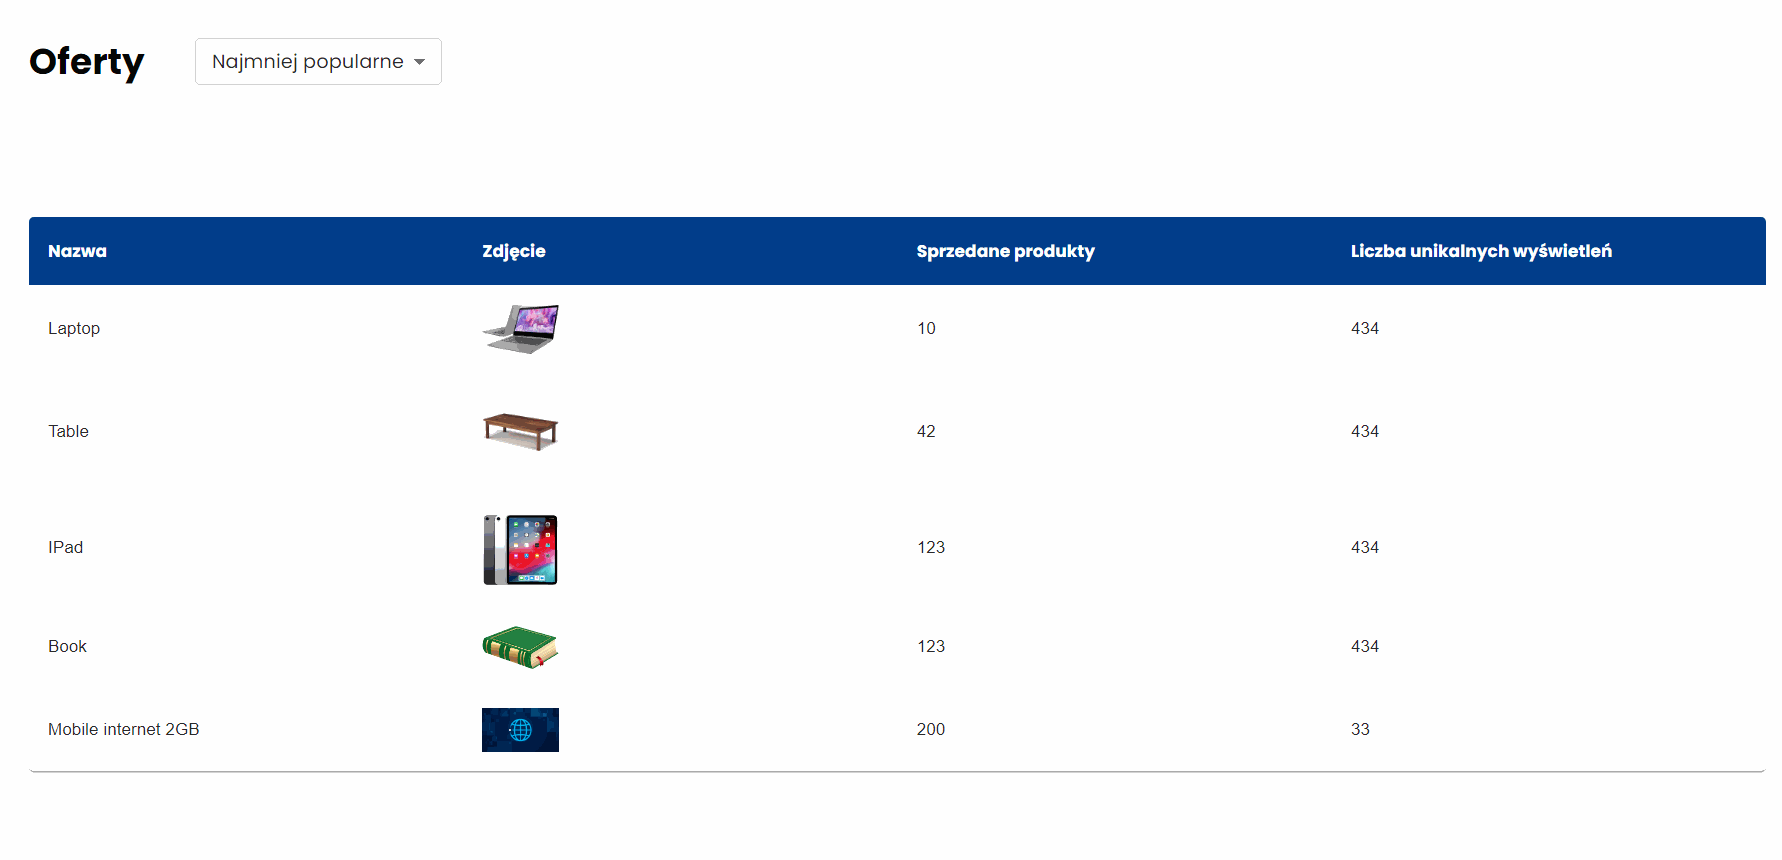 Oferty
Najmniej popularne
Nazwa Zdjęcie Sprzedane produkty Liczba unikalnych wyświetleń
Laptop 10 434
Table 42 434
IPad 123 434
Book 123 434
Mobile internet 2GB 200 33